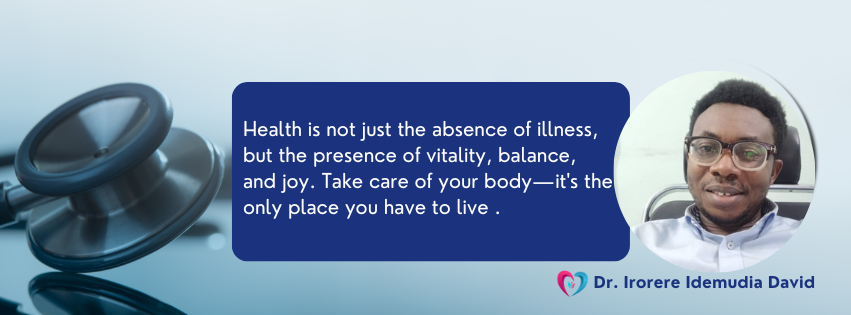 Health is not just the absence of illness,
but the presence of vitality, balance,
and joy. Take care of your body—it's the
only place you have to live .
Dr. Irorere Idemudia David